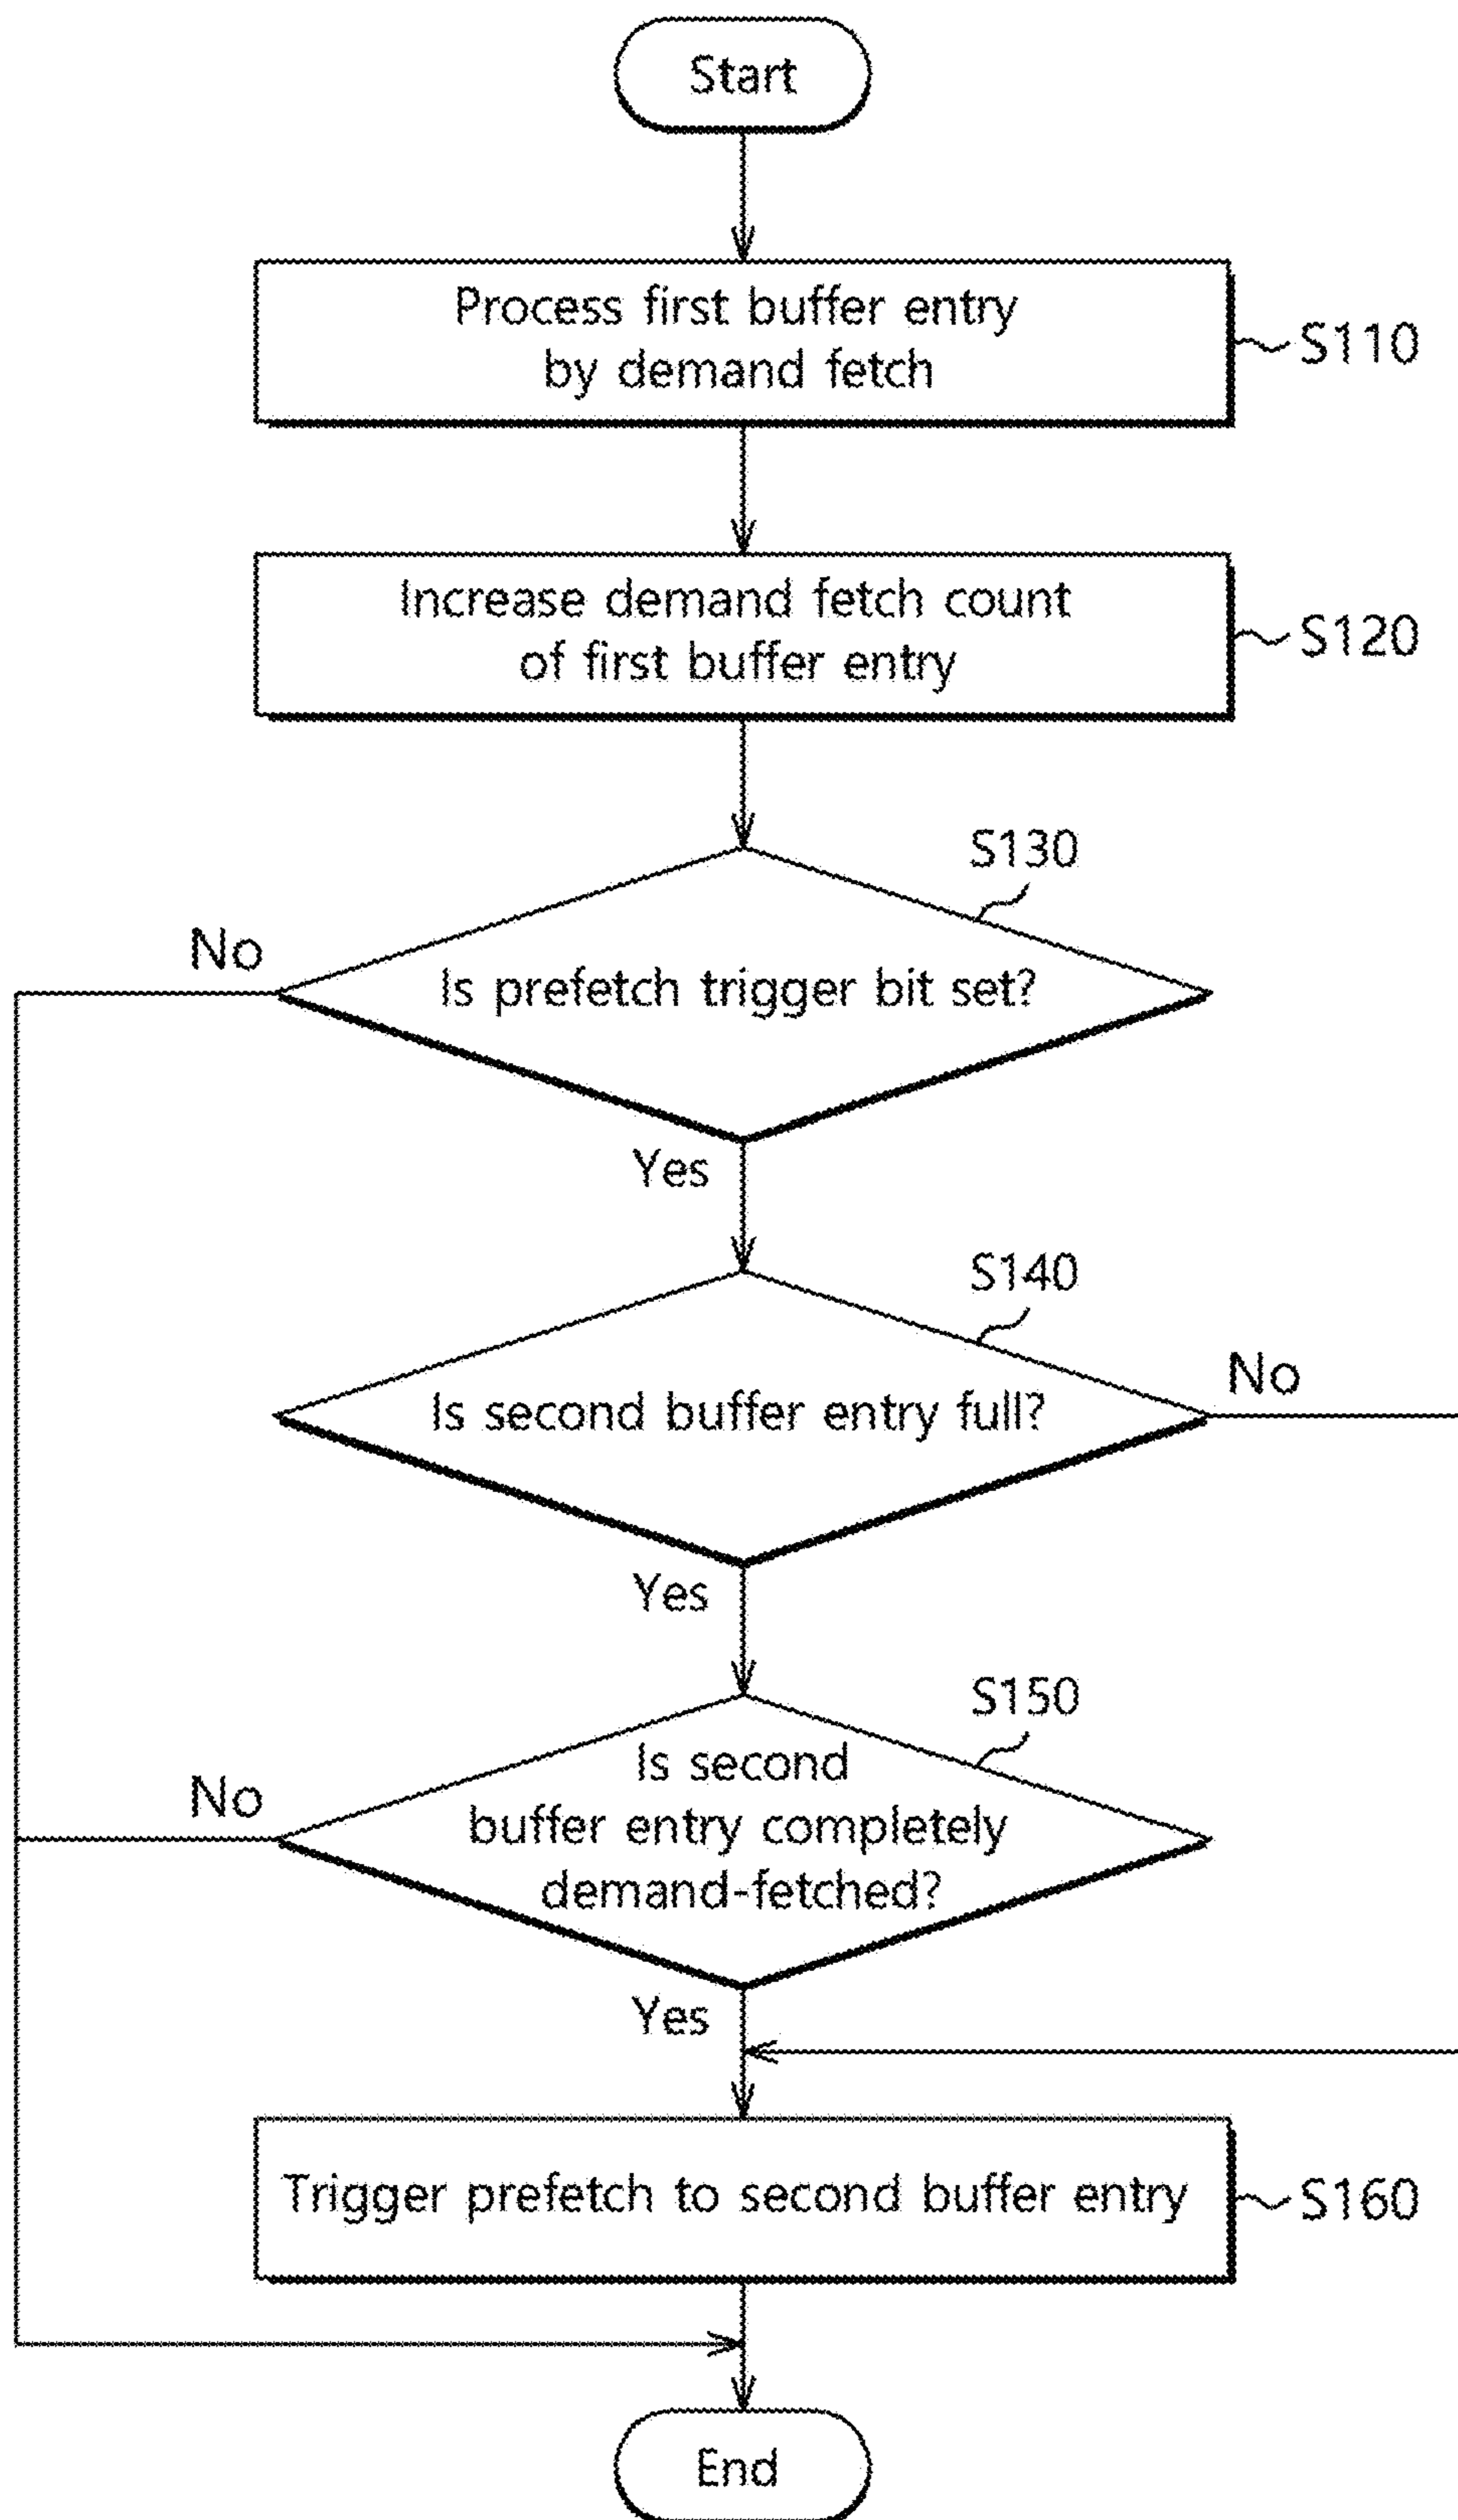 Start
Process first buffer entry
by demand fetch
S110
Increase demand fetch count
of first buffer entry
S120
S130
No
Is prefetch trigger bit set?
Yes
S140
No
Is second buffer entry full?
Yes
S150
No
Is second
buffer entry completely
demand-fetched?
Yes
Trigger prefetch to second buffer entry
S160
End